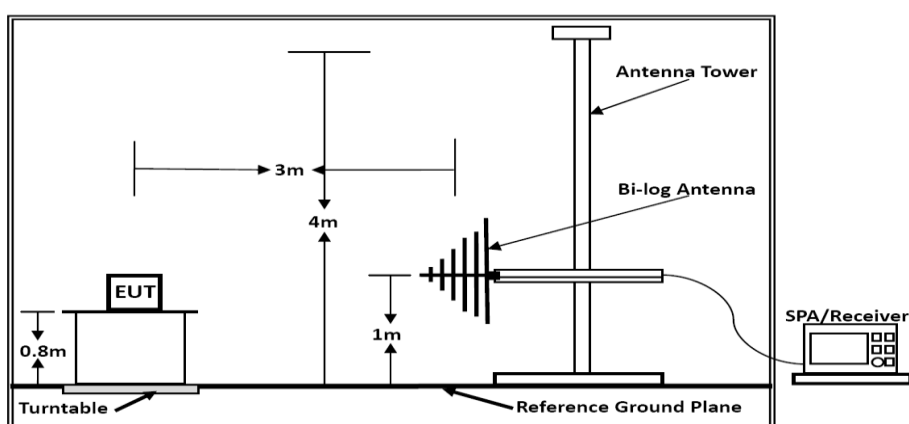 Antenna Tower
3m
Bi-log Antenna
4m
EUT
SPA/Receiver
1m
0.8m
Turntable
Reference Ground Plane